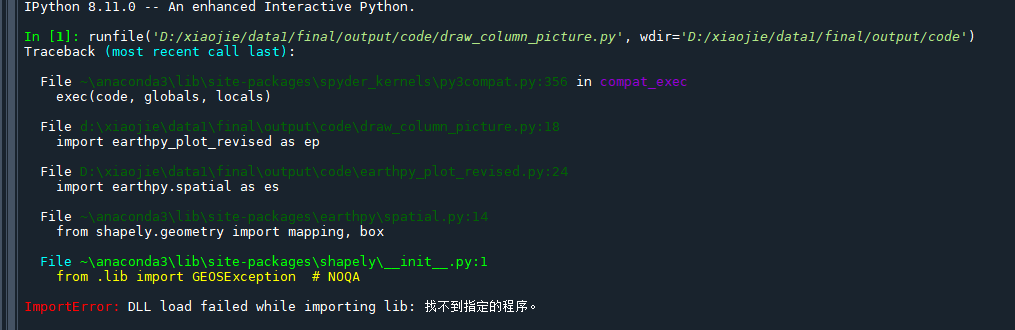 IPython 8.11.0 -- An enhanced Interactive Python.
In [1]: runfile('D:/xiaojie/data1/final/output/code/draw_column_picture.py', wdir='D:/xiaojie/data1/final/output/code')
Traceback (most recent call last):
File ~\anaconda3\lib\site-packages\spyder_kernels\py3compat.py:356 in compat_exec
exec(code, globals, locals)
File d:\xiaojie\data1\final\output\code\draw_column_picture.py:18
import earthpy_plot_revised as ep
File D:\xiaojie\data1\final\output\code\earthpy_plot_revised.py:24
import earthpy.spatial as es
File ~\anaconda3\lib\site-packages\earthpy\spatial.py:14
from shapely.geometry import mapping, box
File ~\anaconda3\lib\site-packages\shapely\__init__.py:1
from .lib import GEOSException  # NOQA
ImportError: DLL load failed while importing lib: 找不到指定的程序。